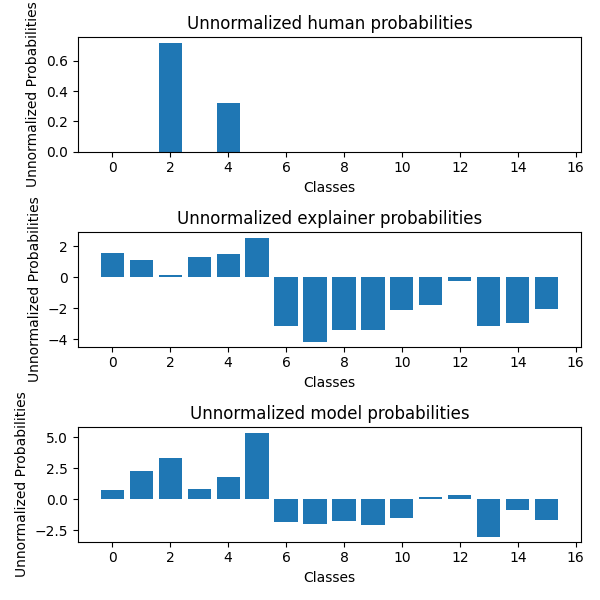 Unnormalized human probabilities
Unnormalized Probabilities
0.6
0.4
0.2
0.0
0 2 4 6 8 10 12 14 16
Classes
Unnormalized explainer probabilities
Unnormalized Probabilities
2
0
−2
−4
0 2 4 6 8 10 12 14 16
Classes
Unnormalized model probabilities
Unnormalized Probabilities
5.0
2.5
0.0
−2.5
0 2 4 6 8 10 12 14 16
Classes